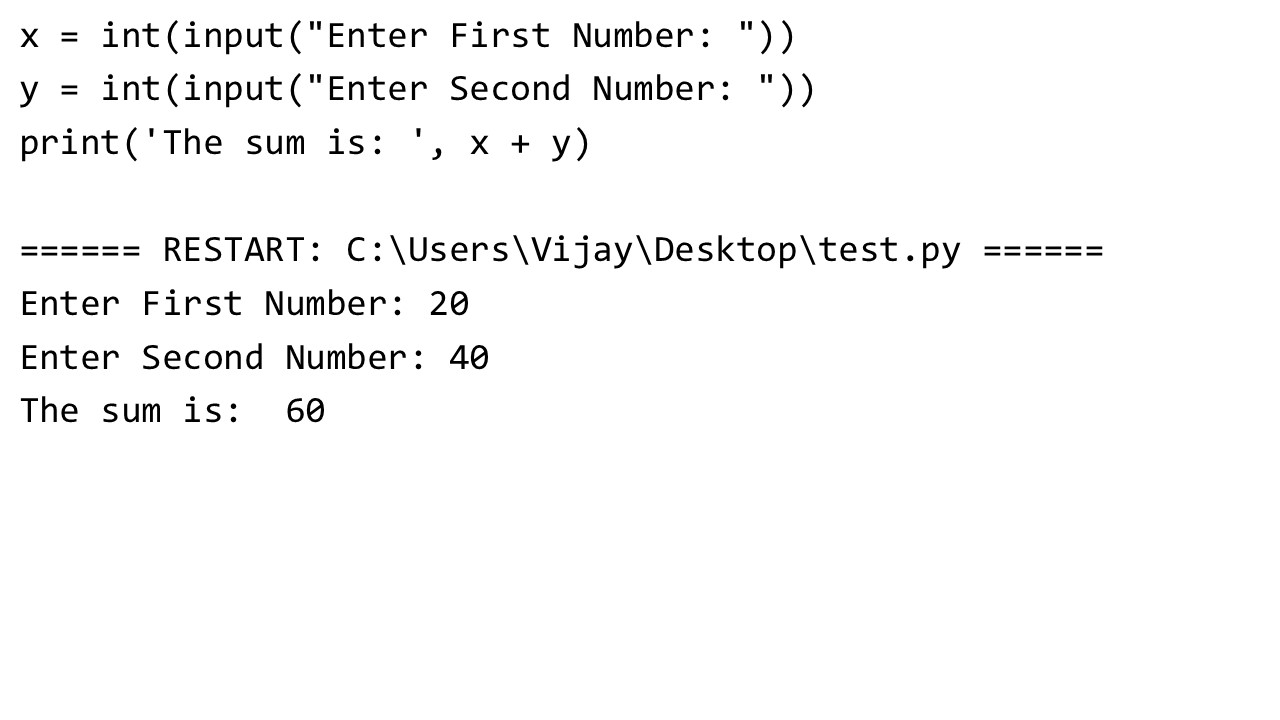 x = int(input("Enter First Number: "))
y = int(input("Enter Second Number: "))
print('The sum is: ', x + y)
====== RESTART: C:\Users\Vijay\Desktop\test.py ======
Enter First Number: 20
Enter Second Number: 40
The sum is:  60